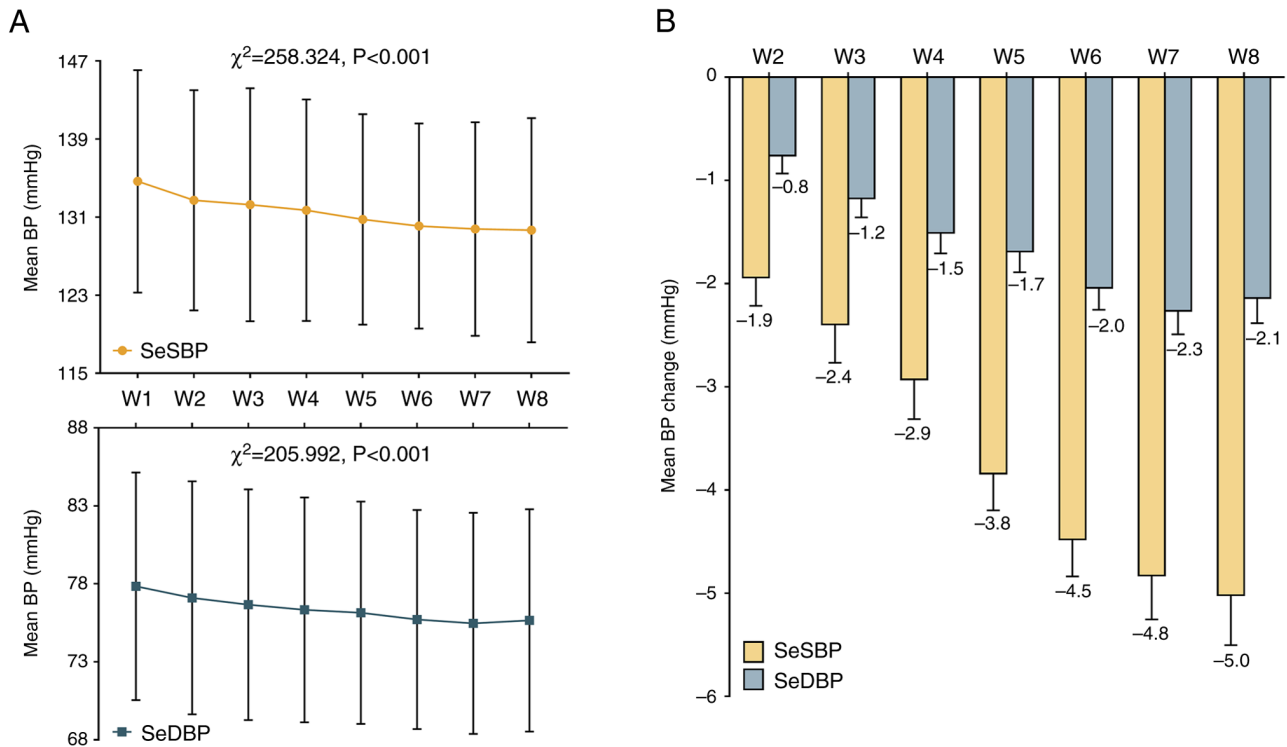 A
χ²=258.324, P<0.001
147
139
131
123
115
Mean BP (mmHg)
SeSBP
W1 W2 W3 W4 W5 W6 W7 W8
88
83
78
73
68
χ²=205.992, P<0.001
Mean BP (mmHg)
SeDBP
B
W2 W3 W4 W5 W6 W7 W8
0
–1
–2
–3
–4
–5
–6
Mean BP change (mmHg)
–1.9
–0.8
–2.4
–1.2
–2.9
–1.5
–3.8
–1.7
–4.5
–2.0
–4.8
–2.3
–5.0
–2.1
SeSBP
SeDBP